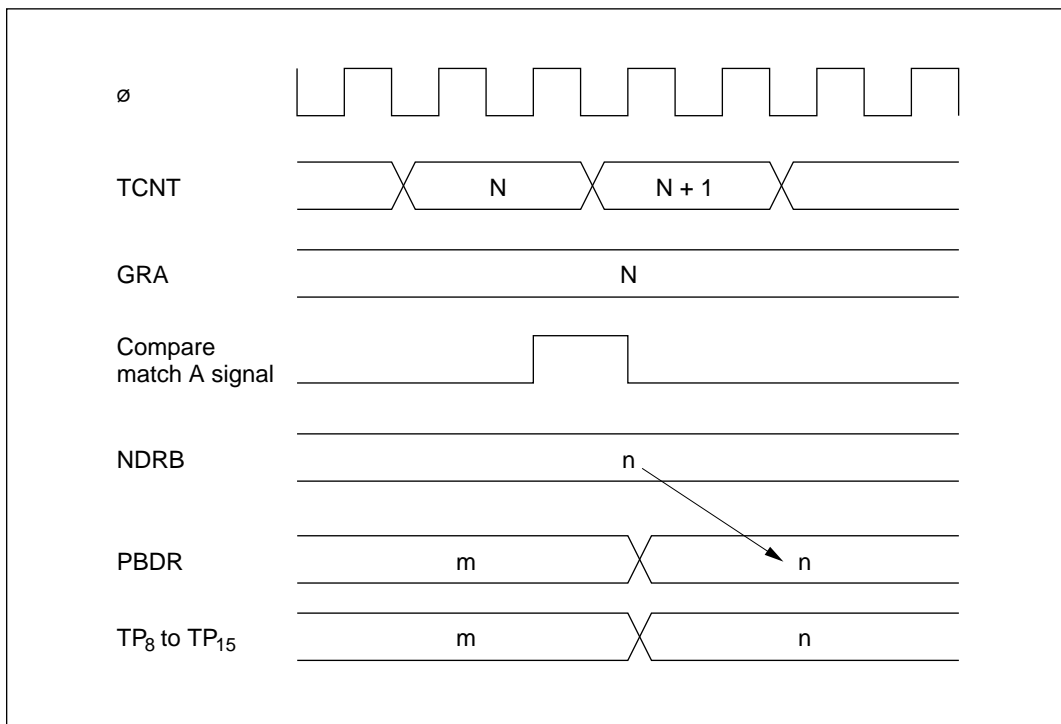 ø
TCNT
N
N + 1
GRA
N
Compare
match A signal
NDRB
n
PBDR
m
n
TP8 to TP15
m
n